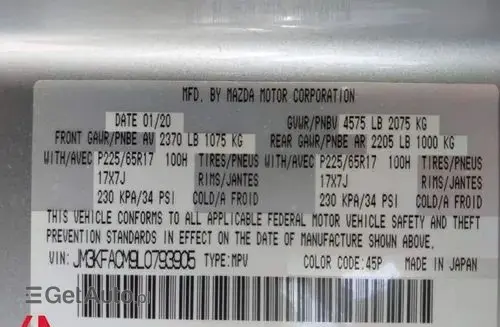 MFD. BY MAZDA MOTOR CORPORATION
DATE 01/20 GVWR/PNBV 4575 LB 2075 KG
FRONT GAWR/PNBE AV 2370 LB 1075 KG REAR GAWR/PNBE AR 2205 LB 1000 KG
WITH/AVEC P225/65R17 100H TIRES/PNEUS WITH/AVEC P225/65R17 100H TIRES/PNEUS
17X7J RIMS/JANTES 17X7J RIMS/JANTES
230 KPA/34 PSI COLD/A FROID 230 KPA/34 PSI COLD/A FROID
THIS VEHICLE CONFORMS TO ALL APPLICABLE FEDERAL MOTOR VEHICLE SAFETY AND THEFT
PREVENTION STANDARDS IN EFFECT ON THE DATE OF MANUFACTURE SHOWN ABOVE.
VIN: JM3KFACM9L0793905 TYPE: MPV COLOR CODE: 45P MADE IN JAPAN